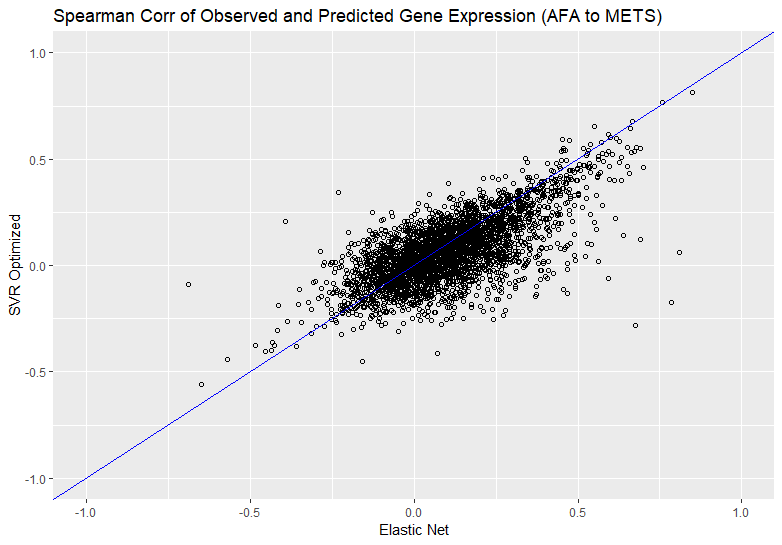 Spearman Corr of Observed and Predicted Gene Expression (AFA to METS)
1.0
0.5
0.0
-0.5
-1.0
SVR Optimized
-1.0 -0.5 0.0 0.5 1.0
Elastic Net